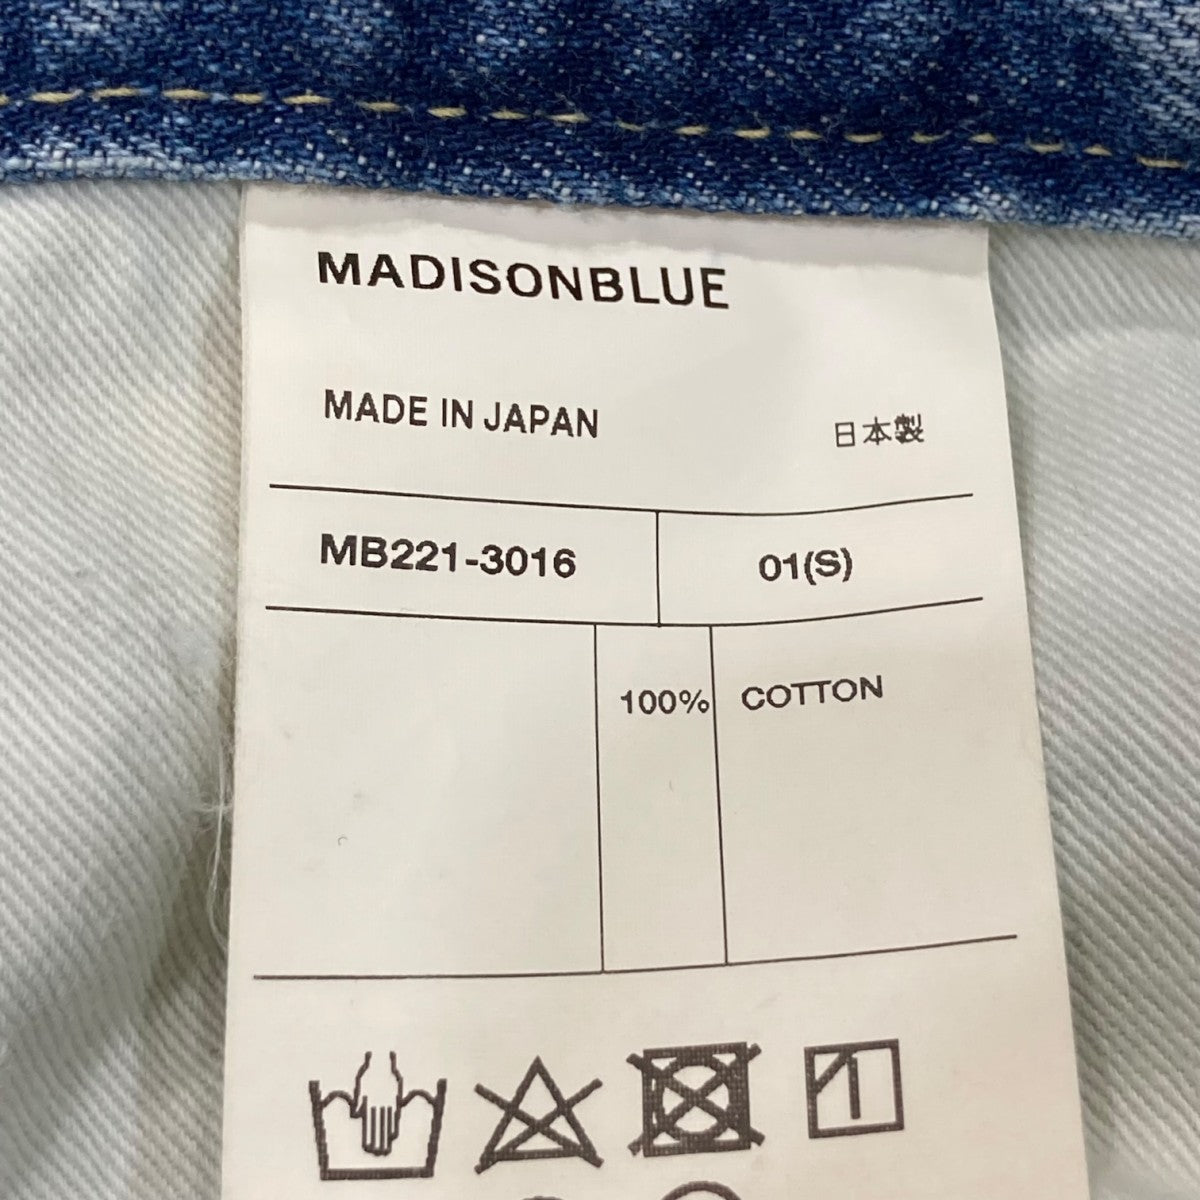 MADISONBLUE
MADE IN JAPAN 日本製
MB221-3016 01(S)
100% COTTON